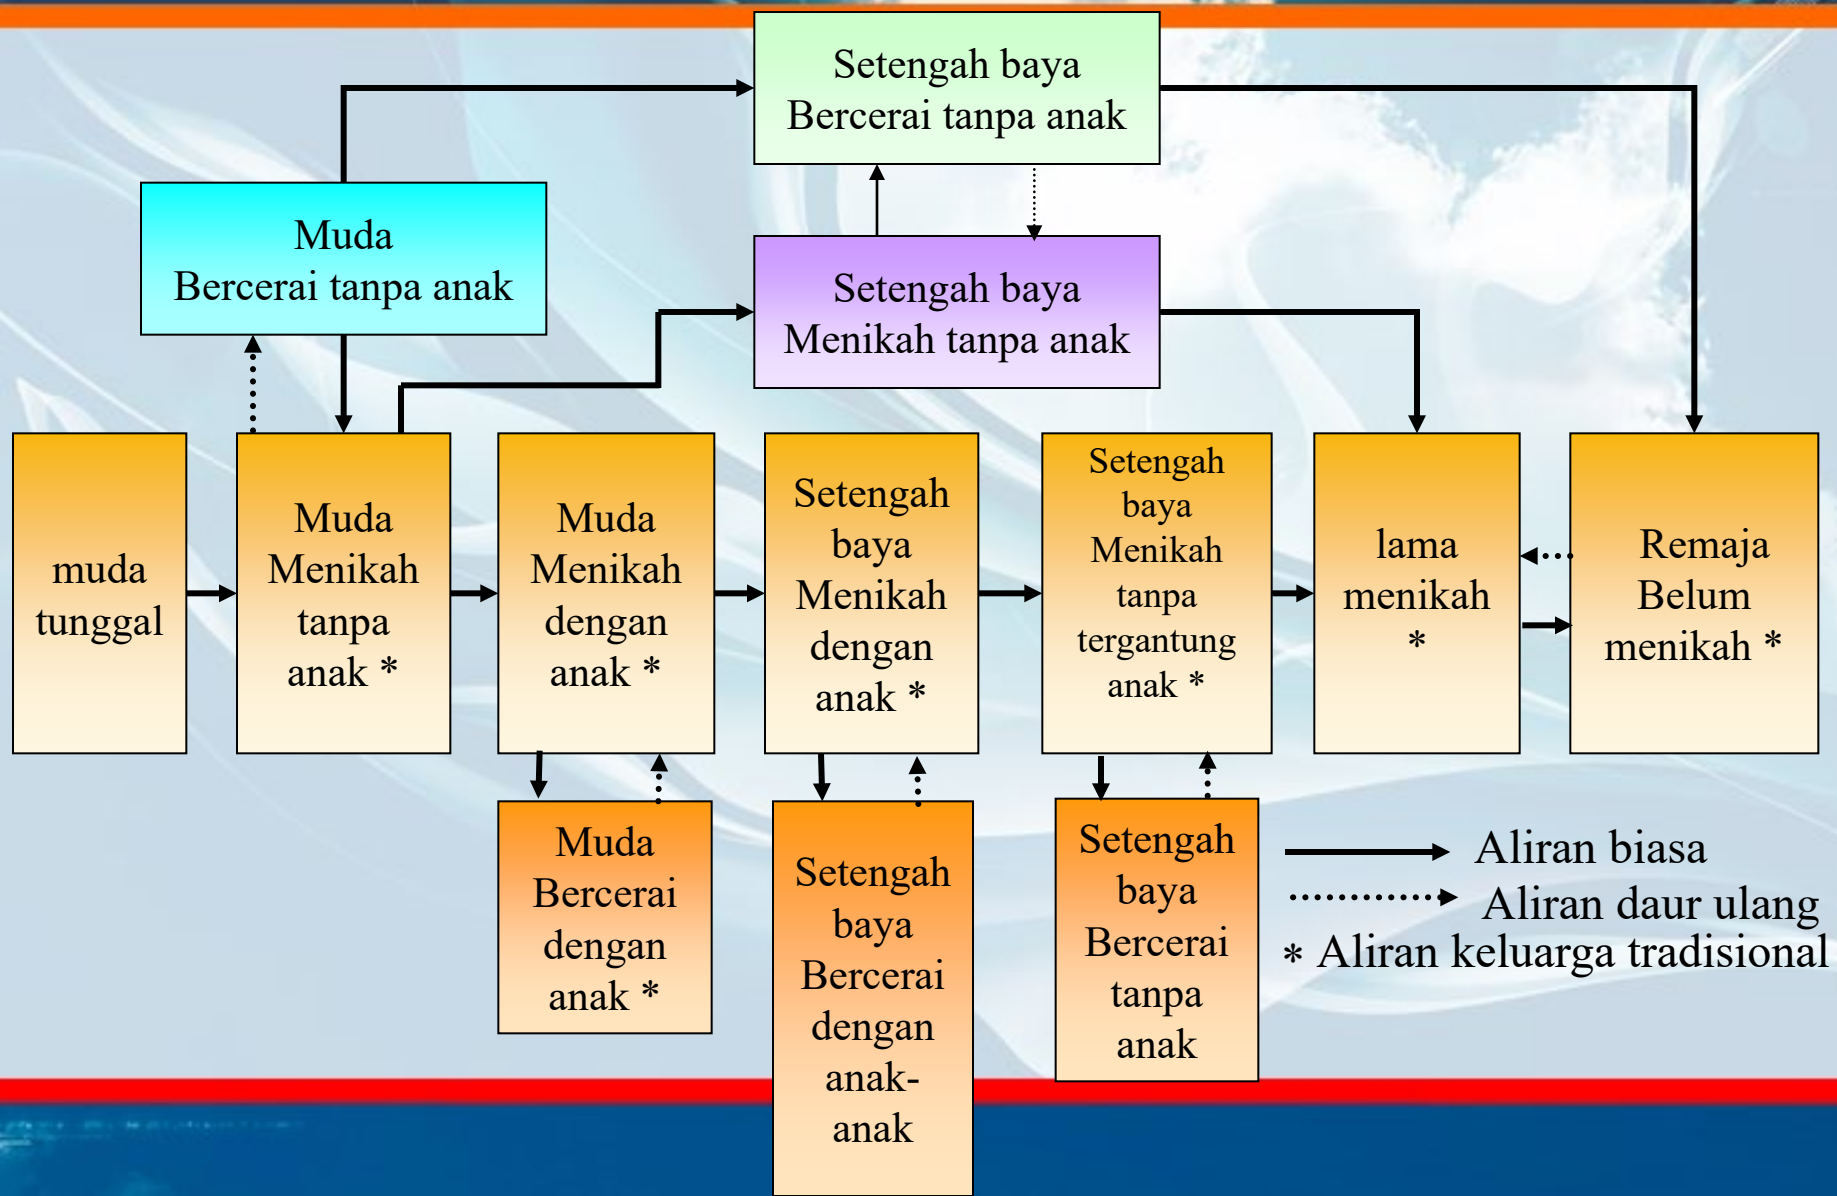 Setengah baya
Bercerai tanpa anak
Muda
Bercerai tanpa anak
Setengah baya
Menikah tanpa anak
muda
tunggal
Muda
Menikah
tanpa
anak *
Muda
Menikah
dengan
anak *
Setengah
baya
Menikah
dengan
anak *
Setengah
baya
Menikah
tanpa
tergantung
anak *
lama
menikah
*
Remaja
Belum
menikah *
Muda
Bercerai
dengan
anak *
Setengah
baya
Bercerai
dengan
anak-
anak
Setengah
baya
Bercerai
tanpa
anak
Aliran biasa
Aliran daur ulang
* Aliran keluarga tradisional